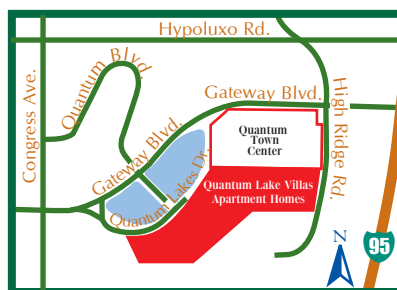 Hypoluxo Rd.
Congress Ave.
Quantum Blvd.
Gateway Blvd.
Gateway Blvd.
High Ridge Rd.
Quantum Lakes Dr.
Quantum
Town
Center
Quantum Lake Villas
Apartment Homes
N
95